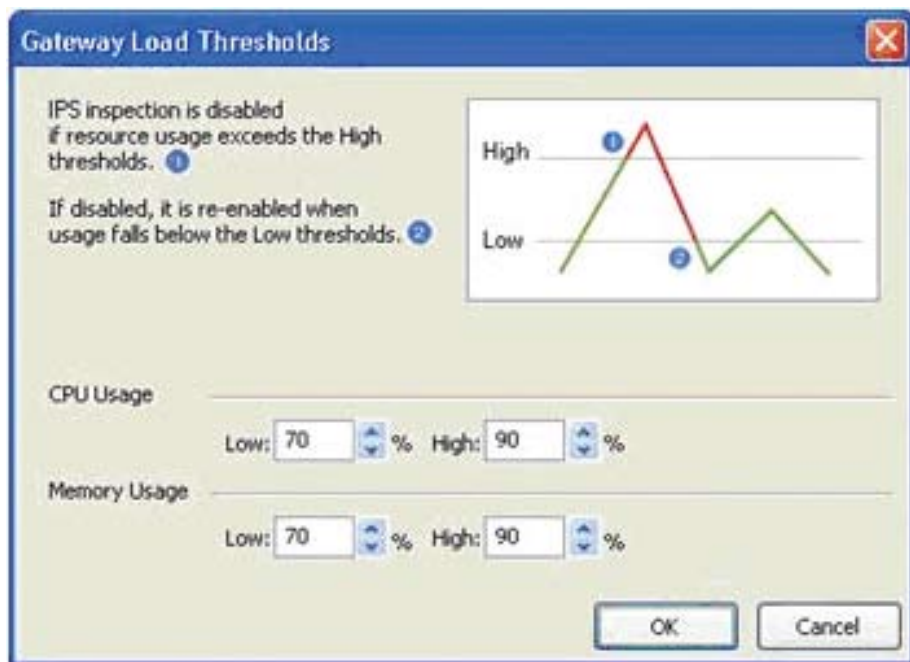 Gateway Load Thresholds
IPS inspection is disabled
if resource usage exceeds the High
thresholds. 1
If disabled, it is re-enabled when
usage falls below the Low thresholds. 2
High
1
Low
2
CPU Usage
Low: 70 % High: 90 %
Memory Usage
Low: 70 % High: 90 %
OK Cancel